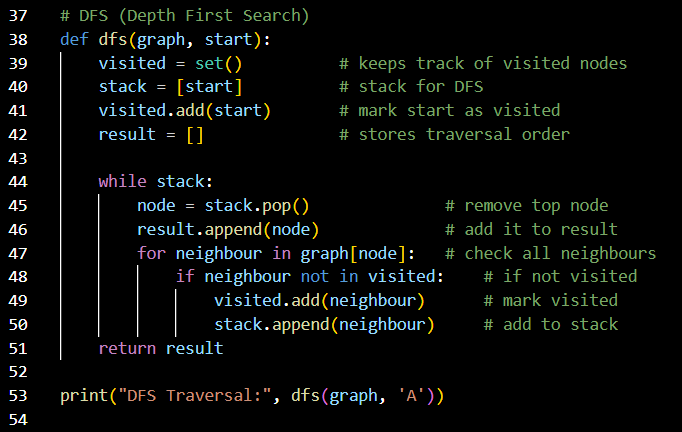 37 # DFS (Depth First Search)
38 def dfs(graph, start):
39     visited = set()          # keeps track of visited nodes
40     stack = [start]          # stack for DFS
41     visited.add(start)       # mark start as visited
42     result = []              # stores traversal order
43
44     while stack:
45         node = stack.pop()              # remove top node
46         result.append(node)             # add it to result
47         for neighbour in graph[node]:   # check all neighbours
48             if neighbour not in visited:    # if not visited
49                 visited.add(neighbour)      # mark visited
50                 stack.append(neighbour)     # add to stack
51     return result
52
53 print("DFS Traversal:", dfs(graph, 'A'))
54